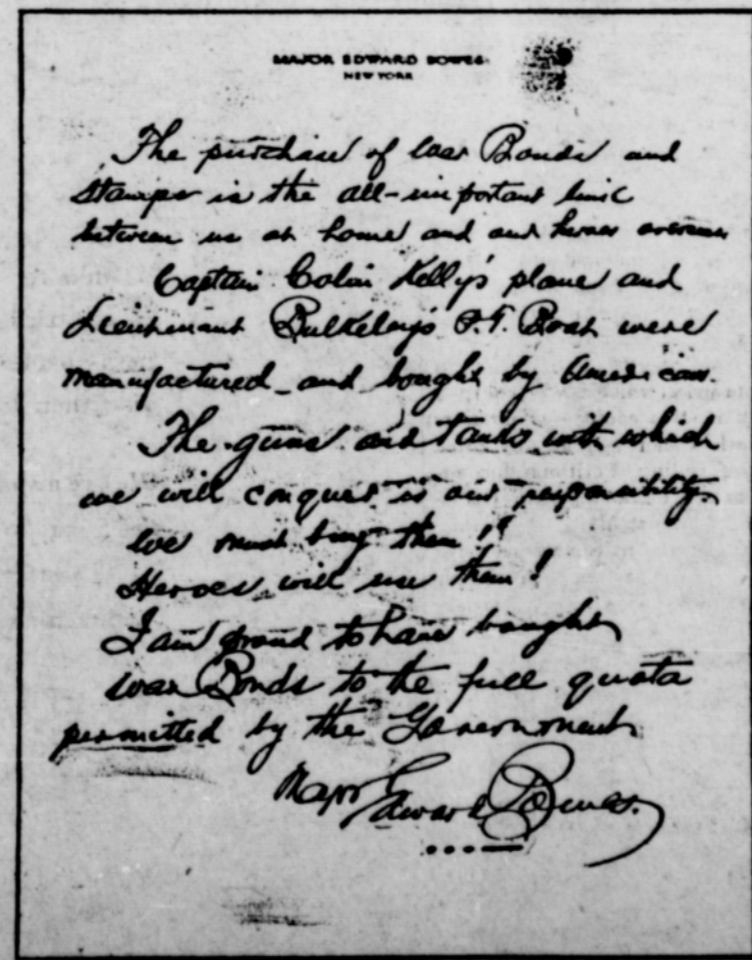 MAJOR EDWARD BOWES
NEW YORK
The purchase of War Bonds and
Stamps is the all-important link
between us at home and our heroes overseas
Captain Colin Kelly's plane and
Lieutenant Bulkeley's P.T. Boat were
manufactured and bought by Americans.
The guns and tanks with which
we will conquer is our responsibility.
We must buy them!
Heroes will use them!
I am proud to have bought
War Bonds to the full quota
permitted by the Government
Major Edward Bowes.